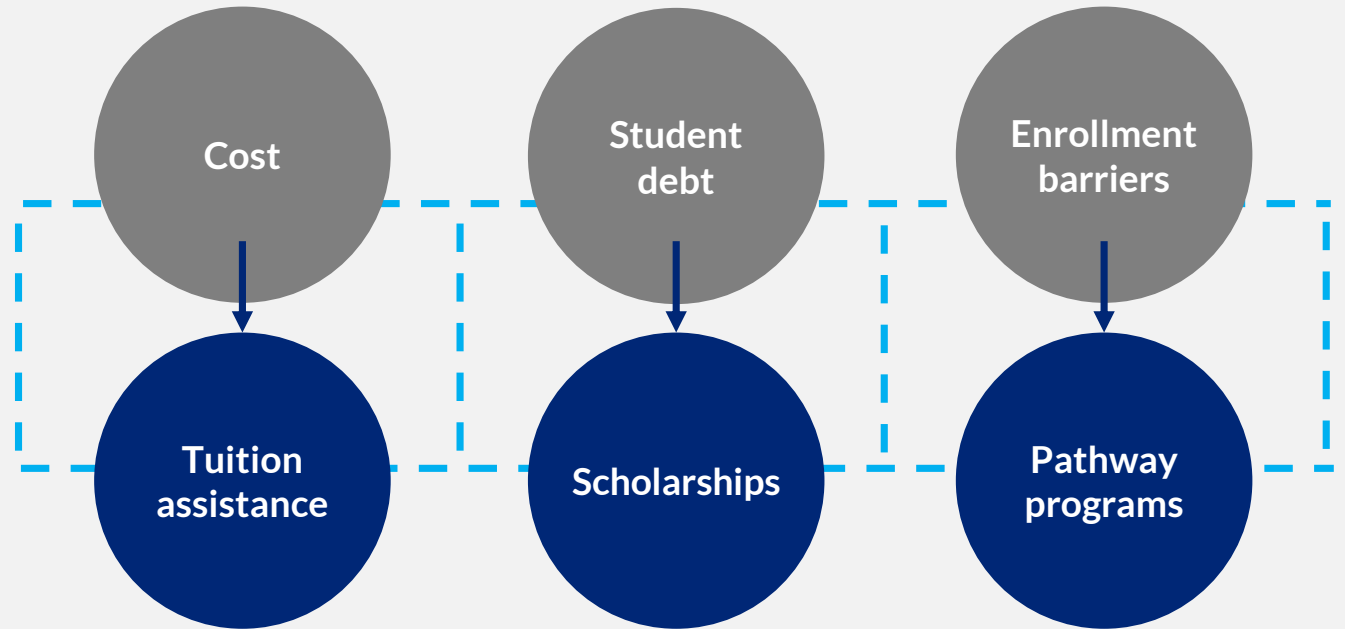 Cost
Student
debt
Enrollment
barriers
Tuition
assistance
Scholarships
Pathway
programs